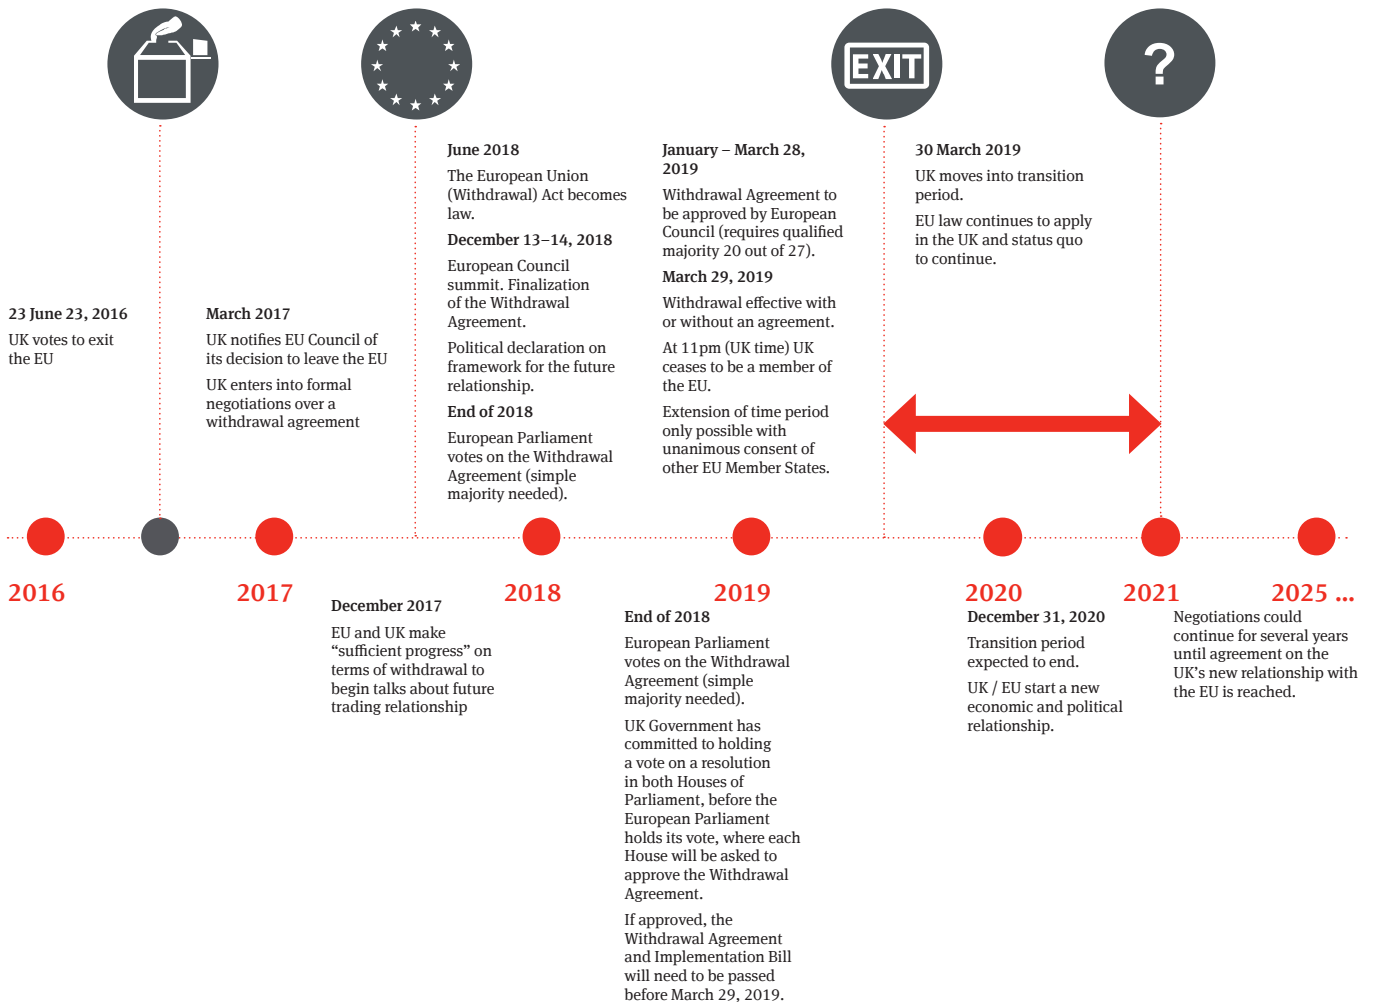 EXIT
?
23 June 23, 2016
UK votes to exit
the EU
March 2017
UK notifies EU Council of
its decision to leave the EU
UK enters into formal
negotiations over a
withdrawal agreement
June 2018
The European Union
(Withdrawal) Act becomes
law.
December 13–14, 2018
European Council
summit. Finalization
of the Withdrawal
Agreement.
Political declaration on
framework for the future
relationship.
End of 2018
European Parliament
votes on the Withdrawal
Agreement (simple
majority needed).
January – March 28,
2019
Withdrawal Agreement to
be approved by European
Council (requires qualified
majority 20 out of 27).
March 29, 2019
Withdrawal effective with
or without an agreement.
At 11pm (UK time) UK
ceases to be a member of
the EU.
Extension of time period
only possible with
unanimous consent of
other EU Member States.
30 March 2019
UK moves into transition
period.
EU law continues to apply
in the UK and status quo
to continue.
2016
2017
2018
2019
2020
2021
2025 ...
December 2017
EU and UK make
“sufficient progress” on
terms of withdrawal to
begin talks about future
trading relationship
End of 2018
European Parliament
votes on the Withdrawal
Agreement (simple
majority needed).
UK Government has
committed to holding
a vote on a resolution
in both Houses of
Parliament, before the
European Parliament
holds its vote, where each
House will be asked to
approve the Withdrawal
Agreement.
If approved, the
Withdrawal Agreement
and Implementation Bill
will need to be passed
before March 29, 2019.
December 31, 2020
Transition period
expected to end.
UK / EU start a new
economic and political
relationship.
Negotiations could
continue for several years
until agreement on the
UK’s new relationship with
the EU is reached.